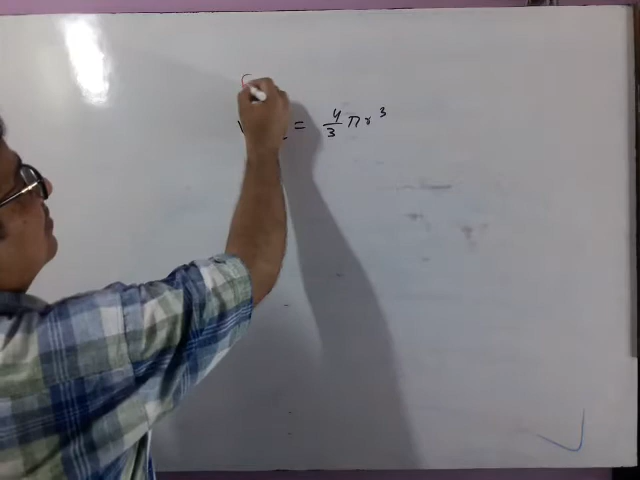 = 4/3 πr³